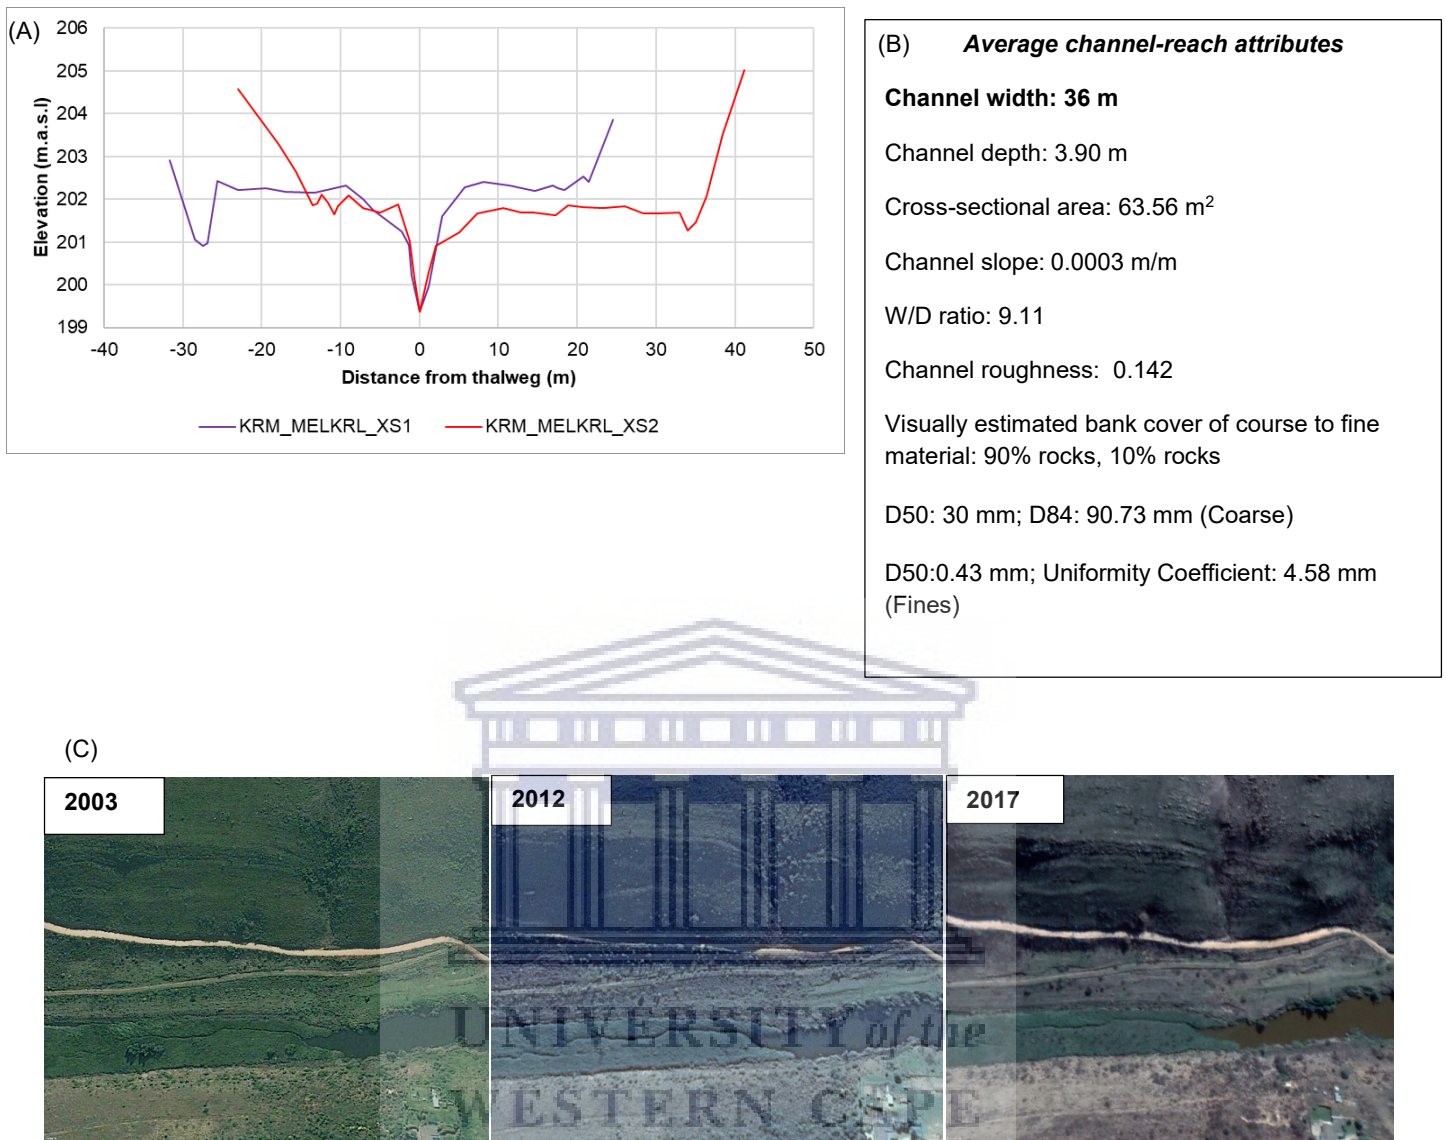 (A)
206
205
204
203
202
201
200
199
Elevation (m.a.s.l)
-40 -30 -20 -10 0 10 20 30 40 50
Distance from thalweg (m)
KRM_MELKRL_XS1 KRM_MELKRL_XS2
(B) Average channel-reach attributes
Channel width: 36 m
Channel depth: 3.90 m
Cross-sectional area: 63.56 m²
Channel slope: 0.0003 m/m
W/D ratio: 9.11
Channel roughness: 0.142
Visually estimated bank cover of course to fine
material: 90% rocks, 10% rocks
D50: 30 mm; D84: 90.73 mm (Coarse)
D50:0.43 mm; Uniformity Coefficient: 4.58 mm
(Fines)
(C)
2003
2012
2017
UNIVERSITY of the
WESTERN CAPE